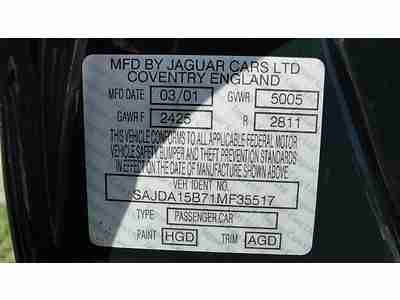 MFD BY JAGUAR CARS LTD
COVENTRY ENGLAND
MFD DATE 03/01 GVWR 5005
GAWR F 2425 R 2811
THIS VEHICLE CONFORMS TO ALL APPLICABLE FEDERAL MOTOR
VEHICLE SAFETY BUMPER AND THEFT PREVENTION STANDARDS
IN EFFECT ON THE DATE OF MANUFACTURE SHOWN ABOVE.
VEH IDENT. NO.
SAJDA15B71MF35517
TYPE PASSENGER CAR
PAINT HGD TRIM AGD